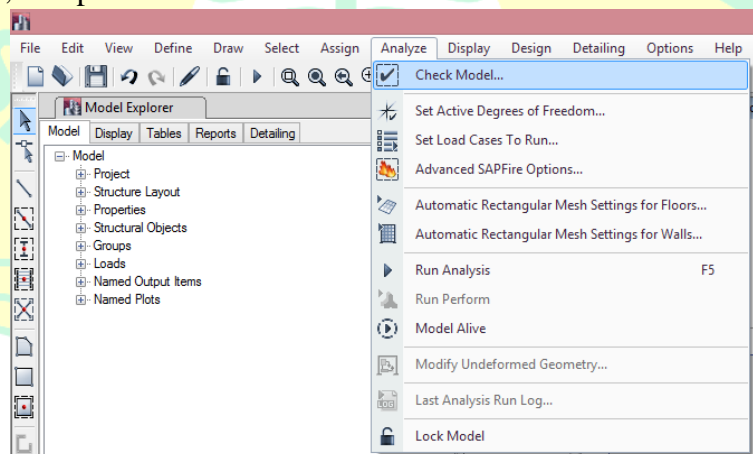 File Edit View Define Draw Select Assign Analyze Display Design Detailing Options Help
Model Explorer
Model Display Tables Reports Detailing
Model
Project
Structure Layout
Properties
Structural Objects
Groups
Loads
Named Output Items
Named Plots
Check Model...
Set Active Degrees of Freedom...
Set Load Cases To Run...
Advanced SAPFire Options...
Automatic Rectangular Mesh Settings for Floors...
Automatic Rectangular Mesh Settings for Walls...
Run Analysis F5
Run Perform
Model Alive
Modify Undeformed Geometry...
LOG
Last Analysis Run Log...
Lock Model